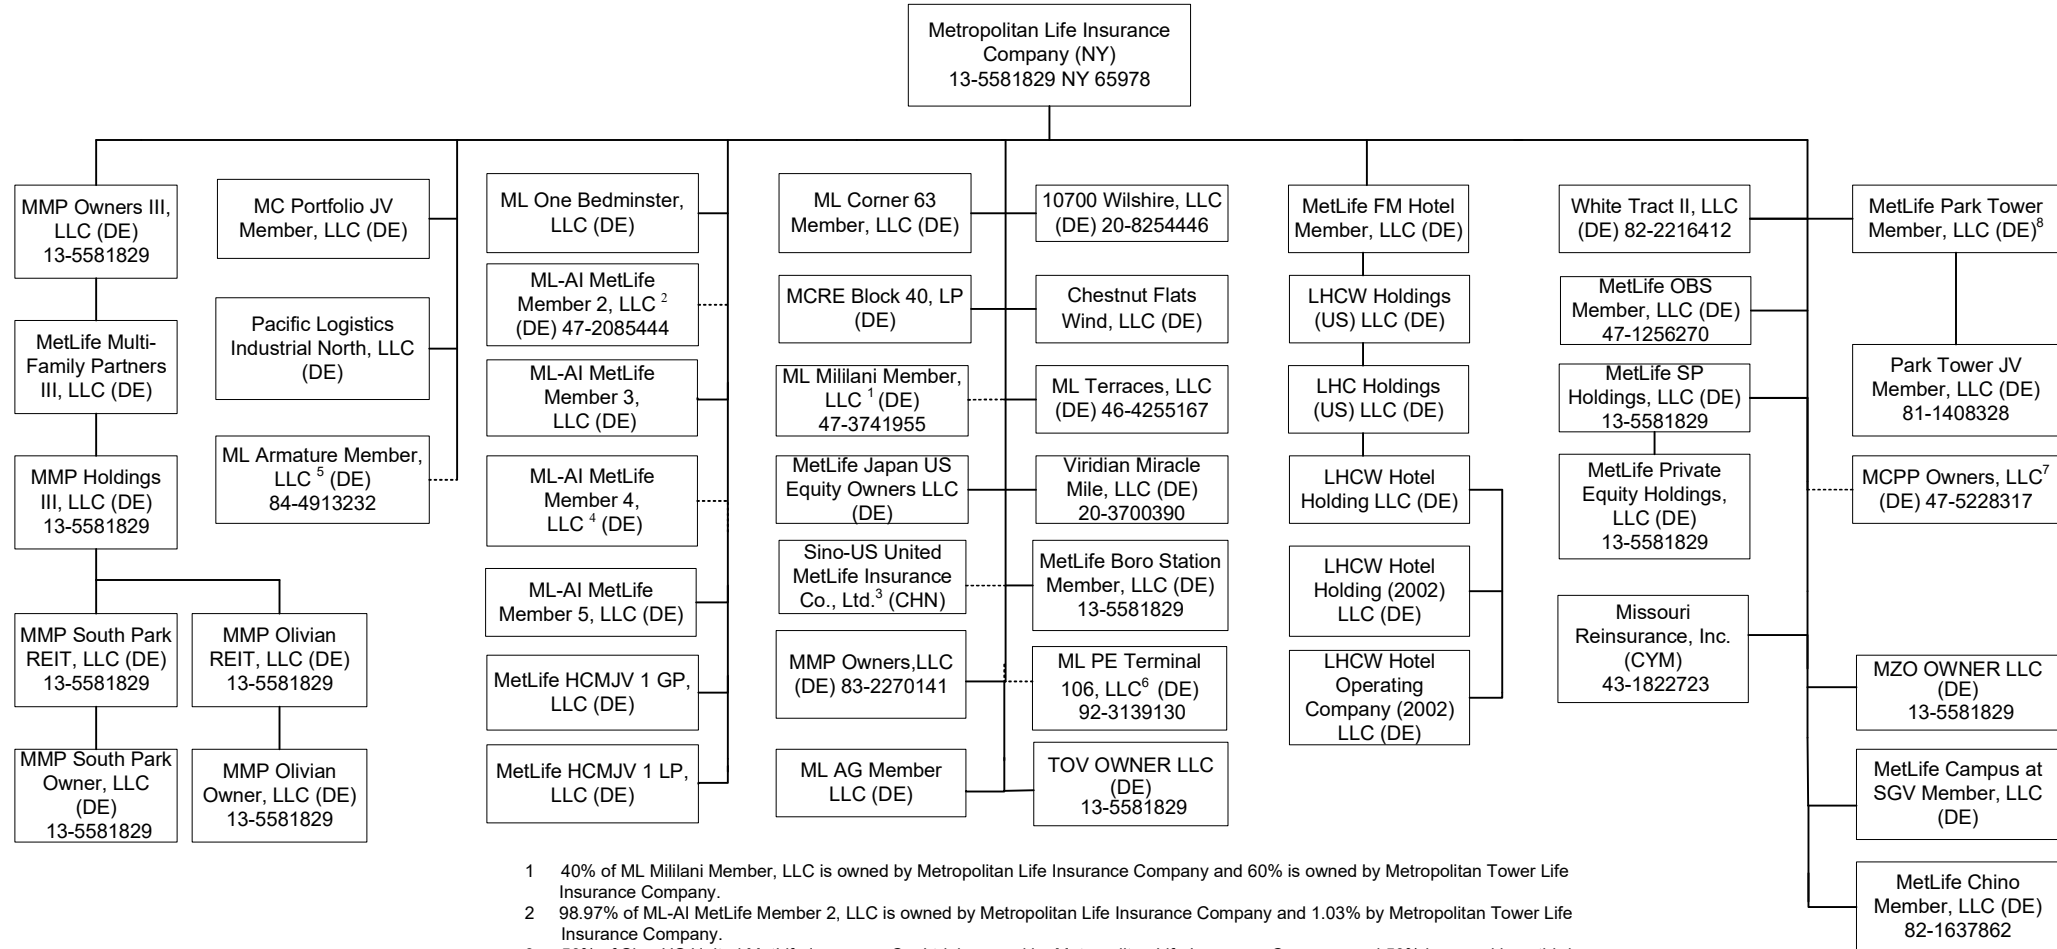 Metropolitan Life Insurance
Company (NY)
13-5581829 NY 65978
MMP Owners III,
LLC (DE)
13-5581829
MetLife Multi-
Family Partners
III, LLC (DE)
MMP Holdings
III, LLC (DE)
13-5581829
MMP South Park
REIT, LLC (DE)
13-5581829
MMP South Park
Owner, LLC
(DE)
13-5581829
MMP Olivian
REIT, LLC (DE)
13-5581829
MMP Olivian
Owner, LLC (DE)
13-5581829
MC Portfolio JV
Member, LLC (DE)
Pacific Logistics
Industrial North, LLC
(DE)
ML Armature Member,
LLC 5 (DE)
84-4913232
ML One Bedminster,
LLC (DE)
ML-AI MetLife
Member 2, LLC 2
(DE) 47-2085444
ML-AI MetLife
Member 3,
LLC (DE)
ML-AI MetLife
Member 4,
LLC 4 (DE)
ML-AI MetLife
Member 5, LLC (DE)
MetLife HCMJV 1 GP,
LLC (DE)
MetLife HCMJV 1 LP,
LLC (DE)
ML Corner 63
Member, LLC (DE)
MCRE Block 40, LP
(DE)
ML Mililani Member,
LLC 1 (DE)
47-3741955
MetLife Japan US
Equity Owners LLC
(DE)
Sino-US United
MetLife Insurance
Co., Ltd.3 (CHN)
MMP Owners,LLC
(DE) 83-2270141
ML AG Member
LLC (DE)
10700 Wilshire, LLC
(DE) 20-8254446
Chestnut Flats
Wind, LLC (DE)
ML Terraces, LLC
(DE) 46-4255167
Viridian Miracle
Mile, LLC (DE)
20-3700390
MetLife Boro Station
Member, LLC (DE)
13-5581829
ML PE Terminal
106, LLC6 (DE)
92-3139130
TOV OWNER LLC
(DE)
13-5581829
MetLife FM Hotel
Member, LLC (DE)
LHCW Holdings
(US) LLC (DE)
LHC Holdings
(US) LLC (DE)
LHCW Hotel
Holding LLC (DE)
LHCW Hotel
Holding (2002)
LLC (DE)
LHCW Hotel
Operating
Company (2002)
LLC (DE)
White Tract II, LLC
(DE) 82-2216412
MetLife OBS
Member, LLC (DE)
47-1256270
MetLife SP
Holdings, LLC (DE)
13-5581829
MetLife Private
Equity Holdings,
LLC (DE)
13-5581829
Missouri
Reinsurance, Inc.
(CYM)
43-1822723
MetLife Park Tower
Member, LLC (DE)8
Park Tower JV
Member, LLC (DE)
81-1408328
MCPP Owners, LLC7
(DE) 47-5228317
MZO OWNER LLC
(DE)
13-5581829
MetLife Campus at
SGV Member, LLC
(DE)
MetLife Chino
Member, LLC (DE)
82-1637862
1 40% of ML Mililani Member, LLC is owned by Metropolitan Life Insurance Company and 60% is owned by Metropolitan Tower Life
Insurance Company.
2 98.97% of ML-AI MetLife Member 2, LLC is owned by Metropolitan Life Insurance Company and 1.03% by Metropolitan Tower Life
Insurance Company.